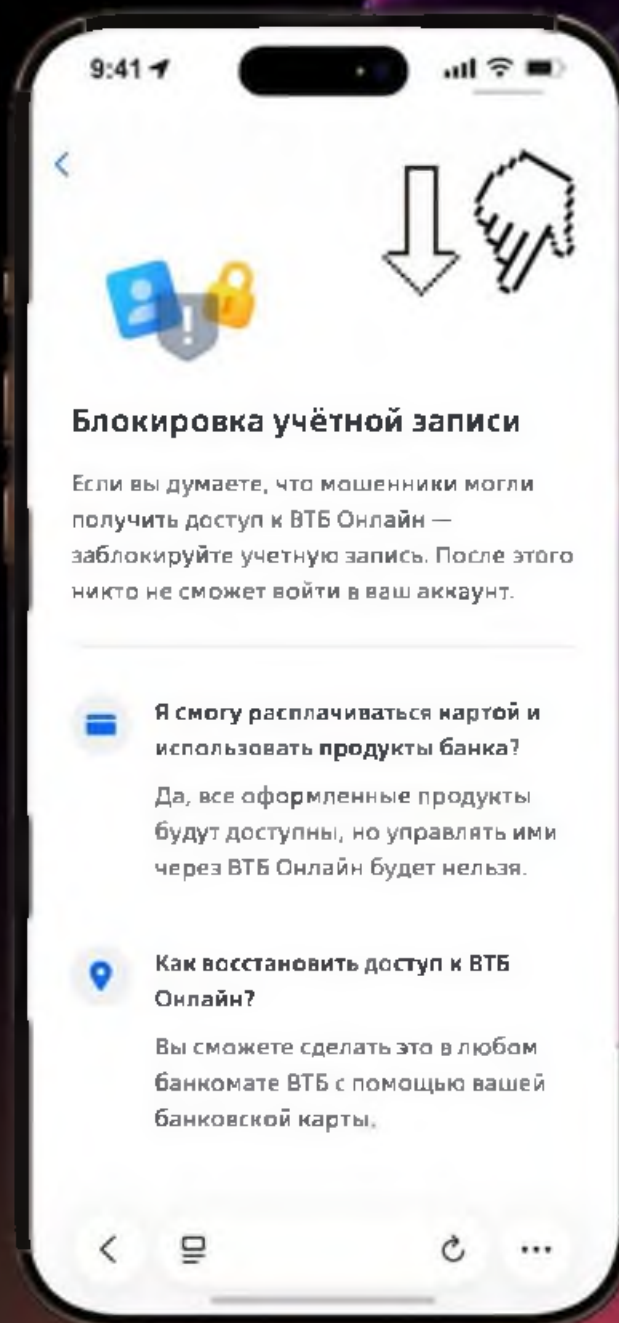 9:41
Блокировка учётной записи
Если вы думаете, что мошенники могли
получить доступ к ВТБ Онлайн —
заблокируйте учетную запись. После этого
никто не сможет войти в ваш аккаунт.
Я смогу расплачиваться картой и
использовать продукты банка?
Да, все оформленные продукты
будут доступны, но управлять ими
через ВТБ Онлайн будет нельзя.
Как восстановить доступ к ВТБ
Онлайн?
Вы сможете сделать это в любом
банкомате ВТБ с помощью вашей
банковской карты.